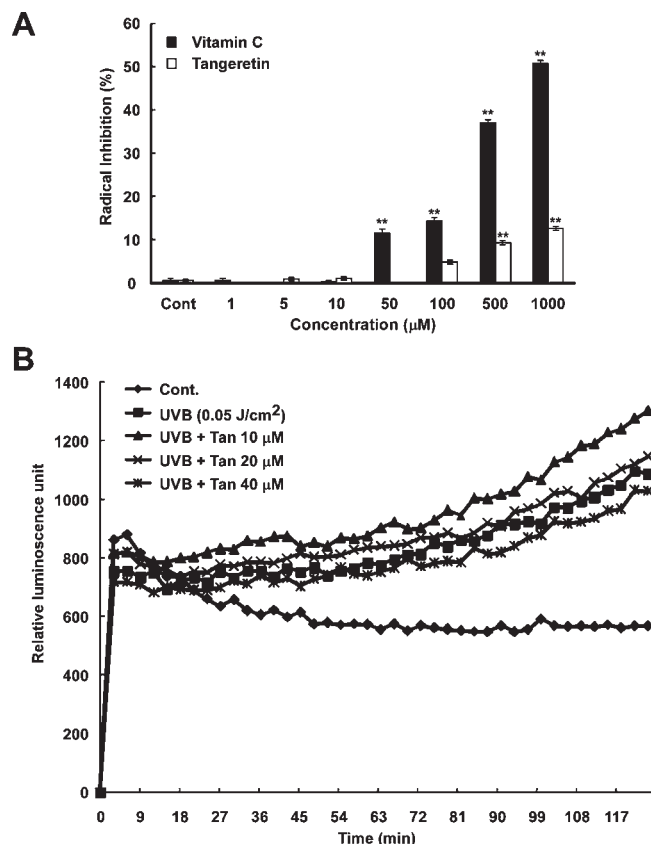 A
60
50
40
30
20
10
0
Radical Inhibition (%)
Vitamin C
Tangeretin
**
**
**
**
**
**
Cont 1 5 10 50 100 500 1000
Concentration (µM)
B
1400
1200
1000
800
600
400
200
0
Relative luminoscence unit
Cont.
UVB (0.05 J/cm²)
UVB + Tan 10 µM
UVB + Tan 20 µM
UVB + Tan 40 µM
0 9 18 27 36 45 54 63 72 81 90 99 108 117
Time (min)